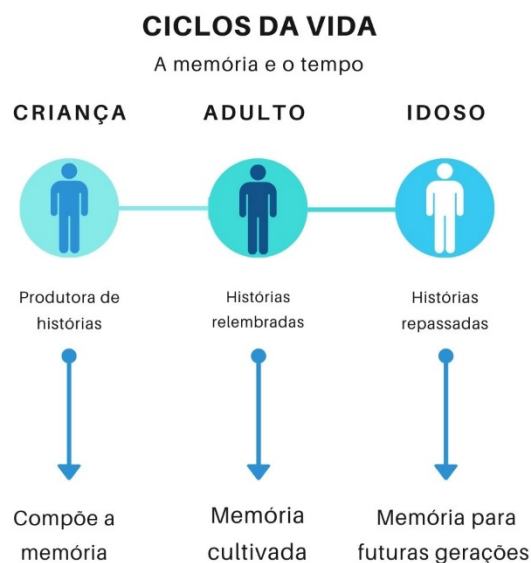 CICLOS DA VIDA
A memória e o tempo
CRIANÇA
ADULTO
IDOSO
Produtora de
histórias
Histórias
relembradas
Histórias
repassadas
Compõe a
memória
Memória
cultivada
Memória para
futuras gerações